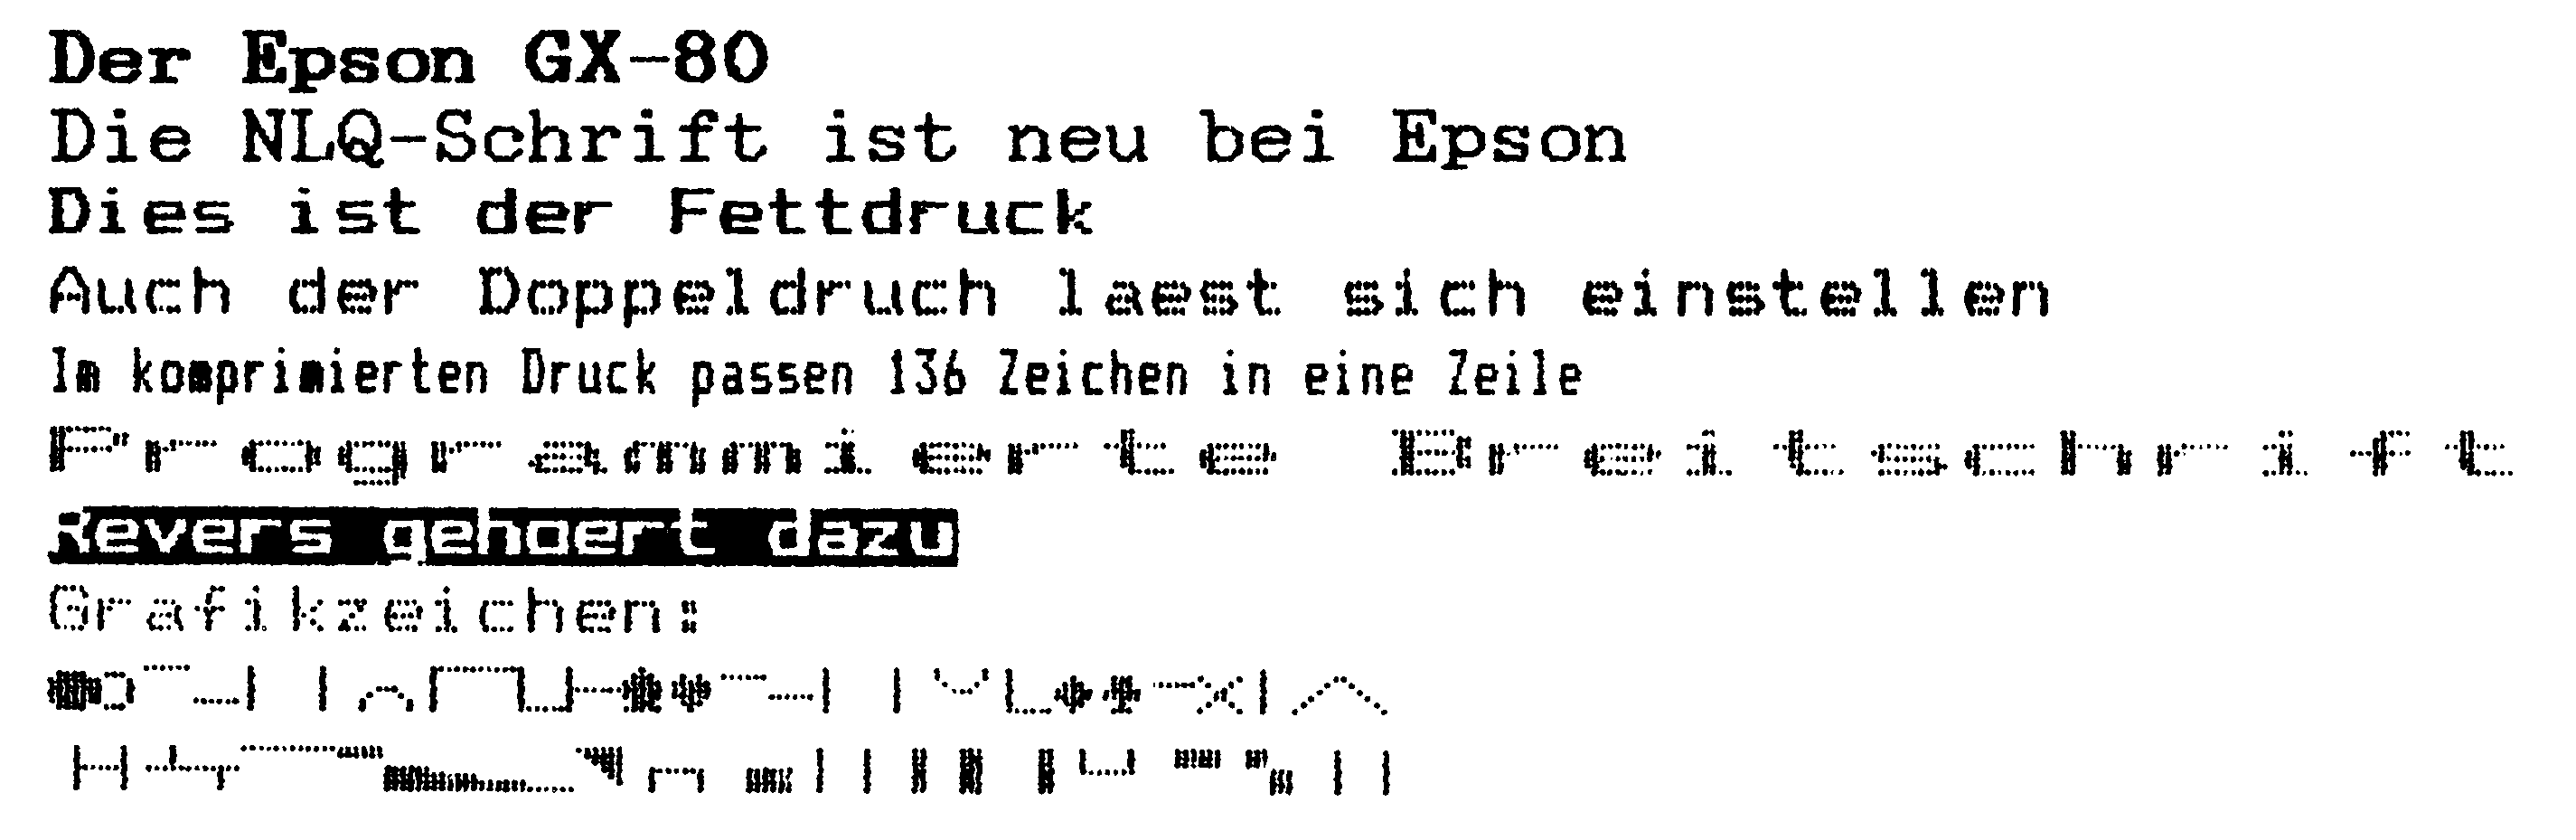 Der Epson GX-80
Die NLQ-Schrift ist neu bei Epson
Dies ist der Fettdruck
Auch der Doppeldruch laest sich einstellen
Im komprimierten Druck passen 136 Zeichen in eine Zeile
Programmierte Breitschrift
Revers gehoert dazu
Grafikzeichen: